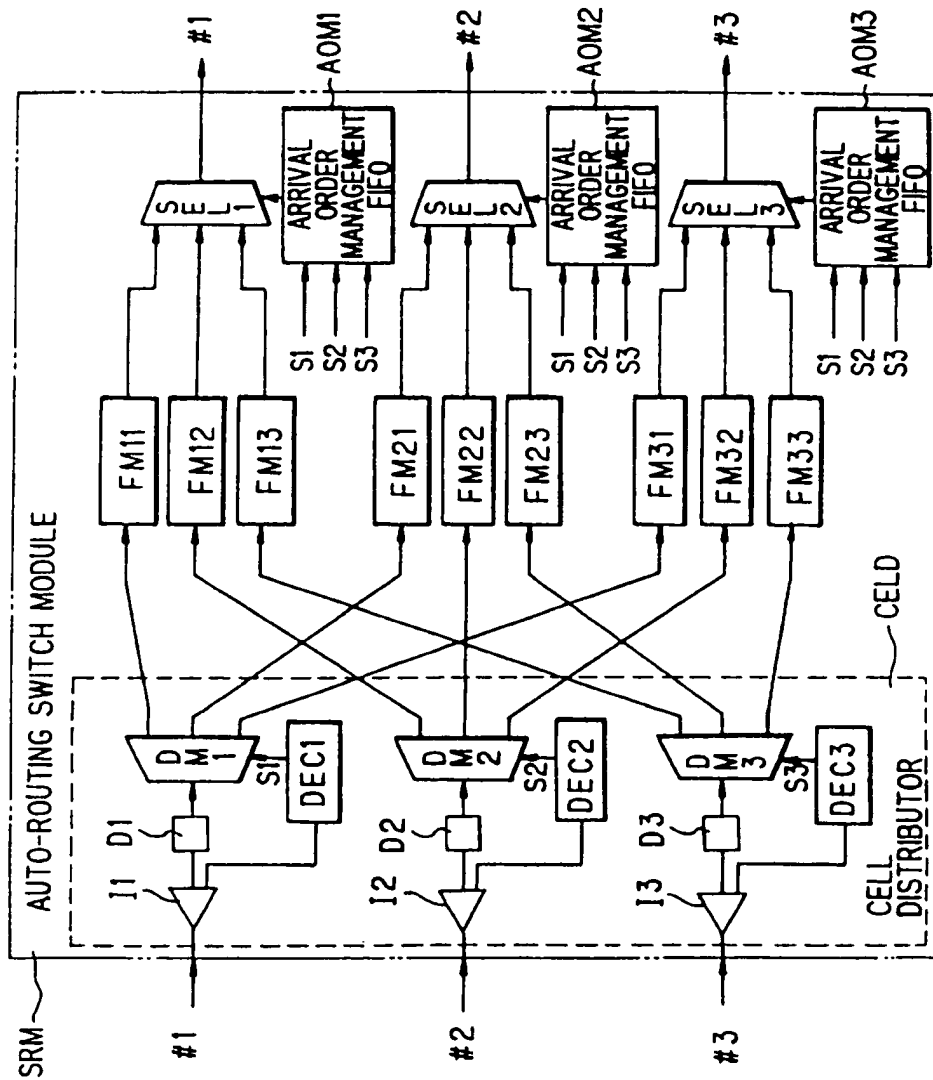 SRM
AUTO-ROUTING SWITCH MODULE
#1
I1
D1
DM1
S1
DEC1
#2
I2
D2
DM2
S2
DEC2
#3
I3
D3
DM3
S3
DEC3
CELL
DISTRIBUTOR
CELD
FM11
FM12
FM13
FM21
FM22
FM23
FM31
FM32
FM33
SEL1
#1
S1
S2
S3
ARRIVAL
ORDER
MANAGEMENT
FIFO
AOM1
SEL2
#2
S1
S2
S3
ARRIVAL
ORDER
MANAGEMENT
FIFO
AOM2
SEL3
#3
S1
S2
S3
ARRIVAL
ORDER
MANAGEMENT
FIFO
AOM3